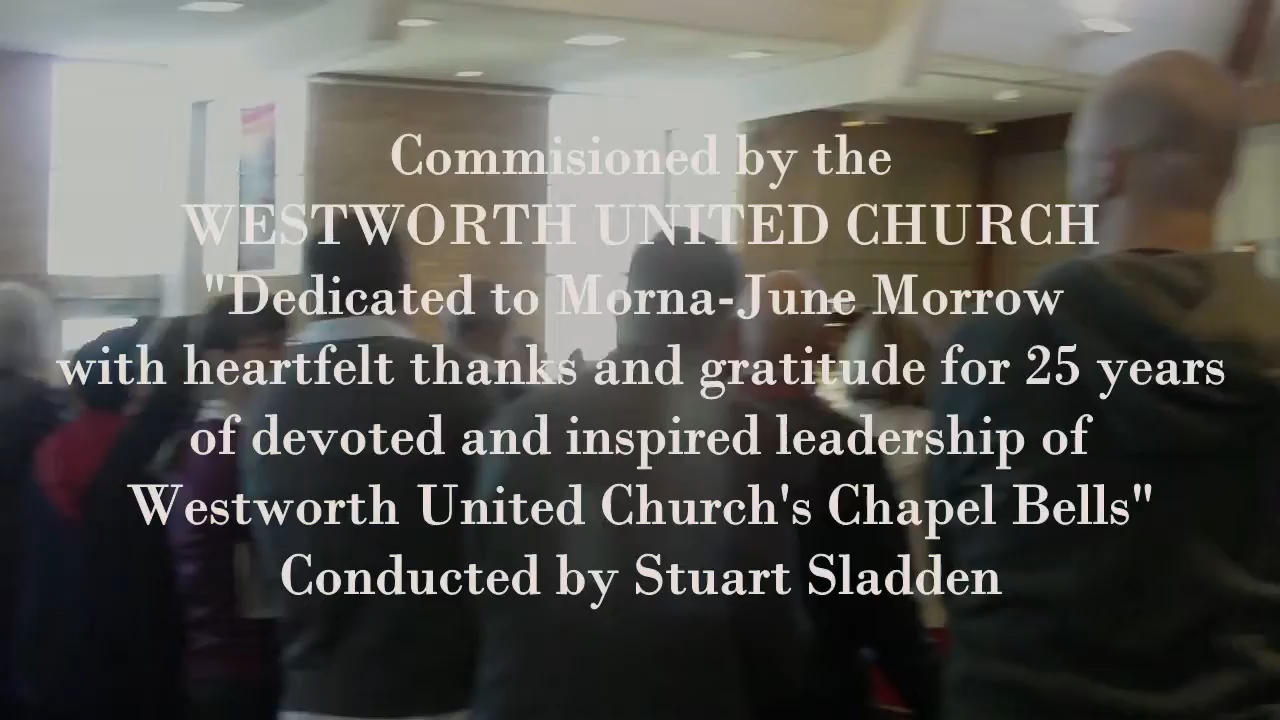 Commisioned by the
WESTWORTH UNITED CHURCH
"Dedicated to Morna-June Morrow
with heartfelt thanks and gratitude for 25 years
of devoted and inspired leadership of
Westworth United Church's Chapel Bells"
Conducted by Stuart Sladden